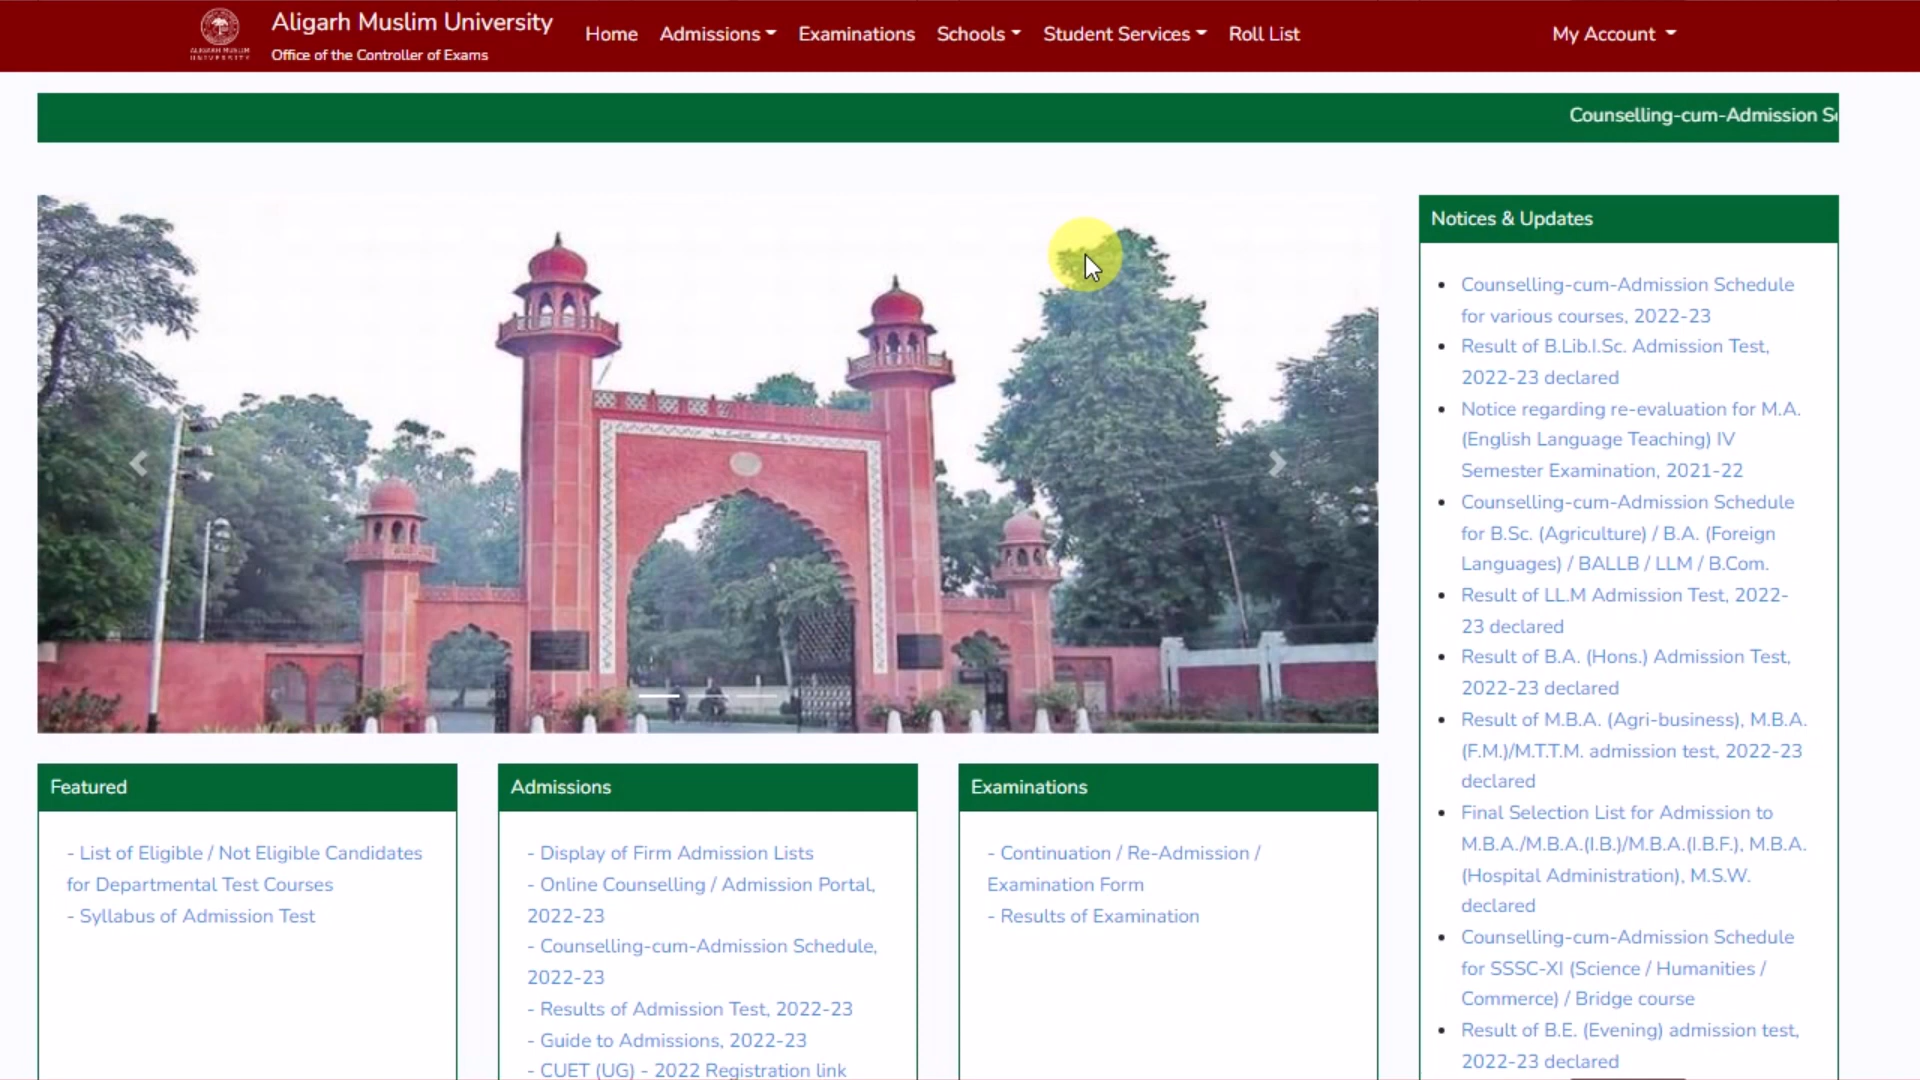 Aligarh Muslim University
Office of the Controller of Exams
ALIGARH MUSLIM
UNIVERSITY
Home Admissions Examinations Schools Student Services Roll List My Account
Counselling-cum-Admission
Notices & Updates
Counselling-cum-Admission Schedule
for various courses, 2022-23
Result of B.Lib.I.Sc. Admission Test,
2022-23 declared
Notice regarding re-evaluation for M.A.
(English Language Teaching) IV
Semester Examination, 2021-22
Counselling-cum-Admission Schedule
for B.Sc. (Agriculture) / B.A. (Foreign
Languages) / BALLB / LLM / B.Com.
Result of LL.M Admission Test, 2022-
23 declared
Result of B.A. (Hons.) Admission Test,
2022-23 declared
Result of M.B.A. (Agri-business), M.B.A.
(F.M.)/M.T.T.M. admission test, 2022-23
declared
Final Selection List for Admission to
M.B.A./M.B.A.(I.B.)/M.B.A.(I.B.F.), M.B.A.
(Hospital Administration), M.S.W.
declared
Counselling-cum-Admission Schedule
for SSSC-XI (Science / Humanities /
Commerce) / Bridge course
Result of B.E. (Evening) admission test,
2022-23 declared
Featured
- List of Eligible / Not Eligible Candidates
for Departmental Test Courses
- Syllabus of Admission Test
Admissions
- Display of Firm Admission Lists
- Online Counselling / Admission Portal,
2022-23
- Counselling-cum-Admission Schedule,
2022-23
- Results of Admission Test, 2022-23
- Guide to Admissions, 2022-23
- CUET (UG) - 2022 Registration link
Examinations
- Continuation / Re-Admission /
Examination Form
- Results of Examination